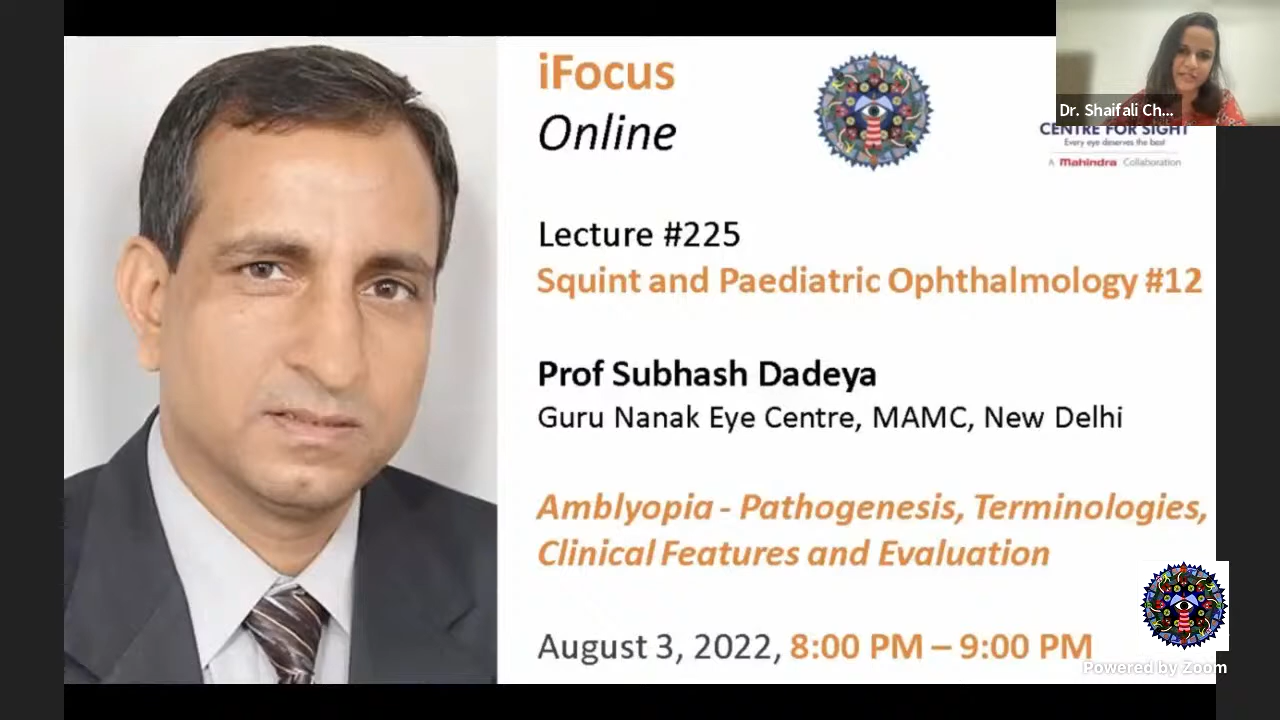 iFocus
Online
Dr. Shaifali Ch...
CENTRE FOR SIGHT
Every eye deserves the best
A Mahindra Collaboration
Lecture #225
Squint and Paediatric Ophthalmology #12
Prof Subhash Dadeya
Guru Nanak Eye Centre, MAMC, New Delhi
Amblyopia - Pathogenesis, Terminologies,
Clinical Features and Evaluation
August 3, 2022, 8:00 PM – 9:00 PM
Powered by Zoom